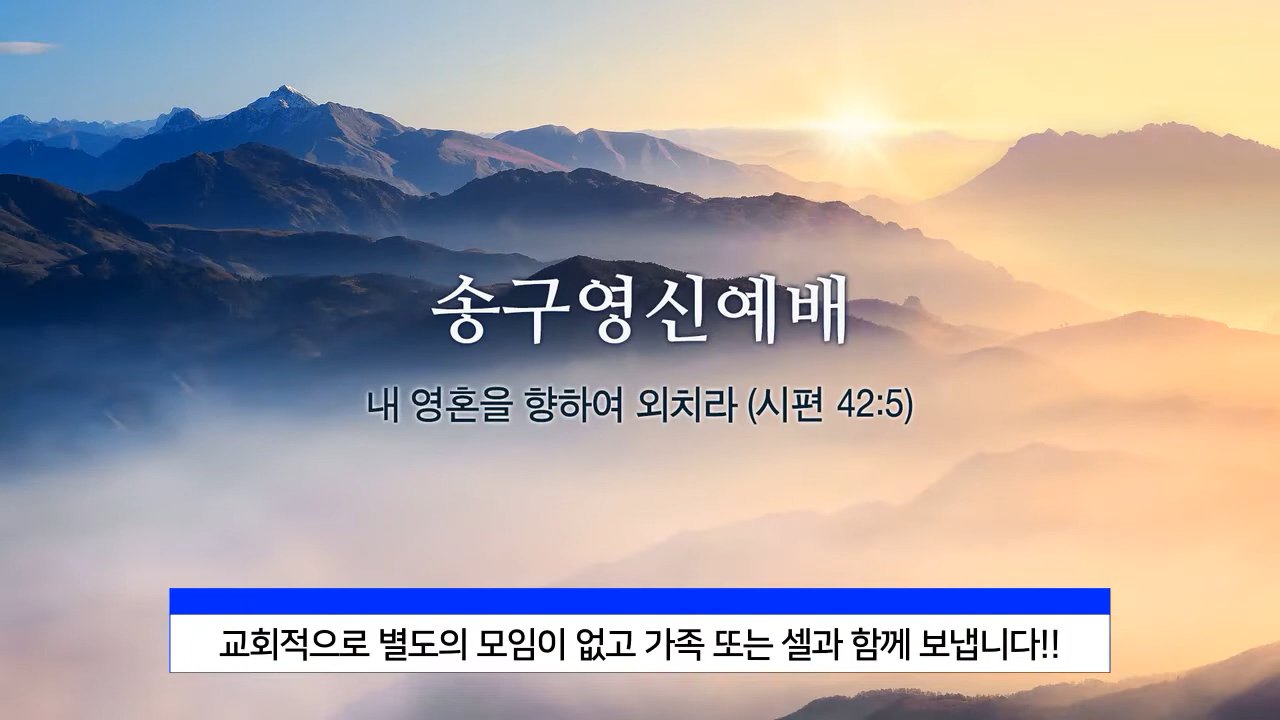 송구영신예배
내 영혼을 향하여 외치라 (시편 42:5)
교회적으로 별도의 모임이 없고 가족 또는 셀과 함께 보냅니다!!